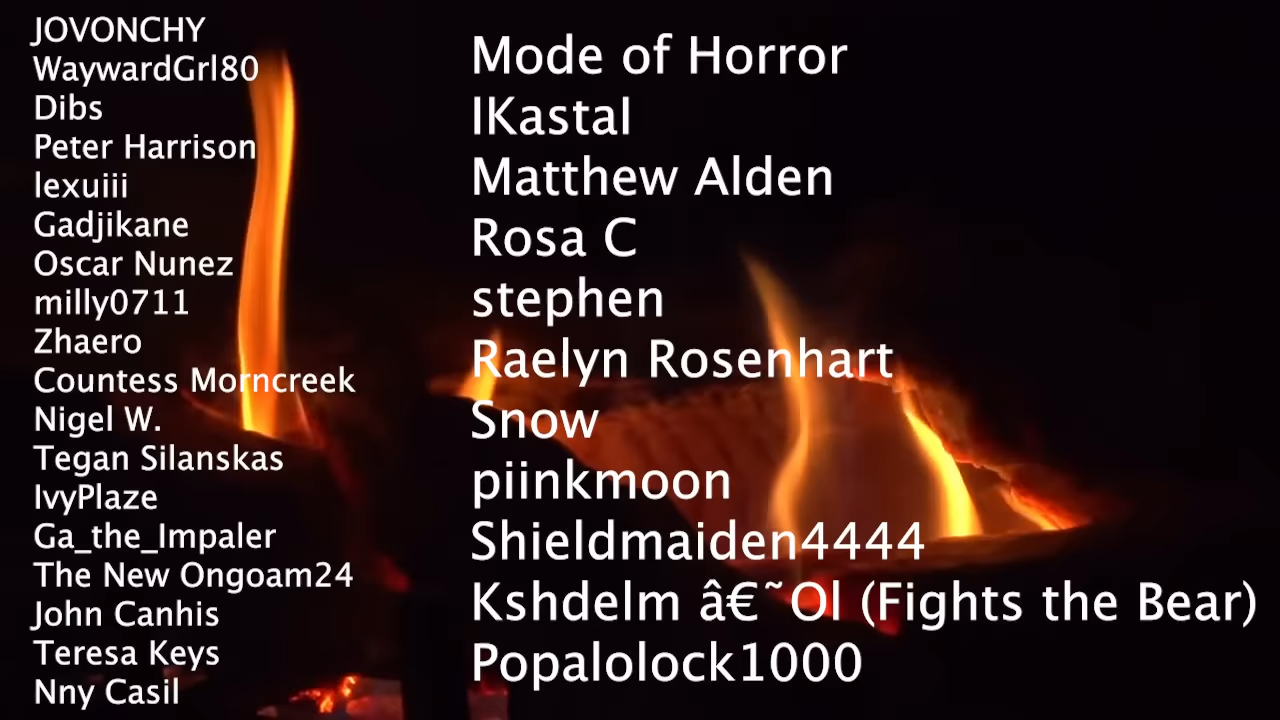 JOVONCHY
WaywardGrl80
Dibs
Peter Harrison
lexuiii
Gadjikane
Oscar Nunez
milly0711
Zhaero
Countess Morncreek
Nigel W.
Tegan Silanskas
IvyPlaze
Ga_the_Impaler
The New Ongoam24
John Canhis
Teresa Keys
Nny Casil
Mode of Horror
IKastaI
Matthew Alden
Rosa C
stephen
Raelyn Rosenhart
Snow
piinkmoon
Shieldmaiden4444
Kshdelm â€˜Ol (Fights the Bear)
Popalolock1000